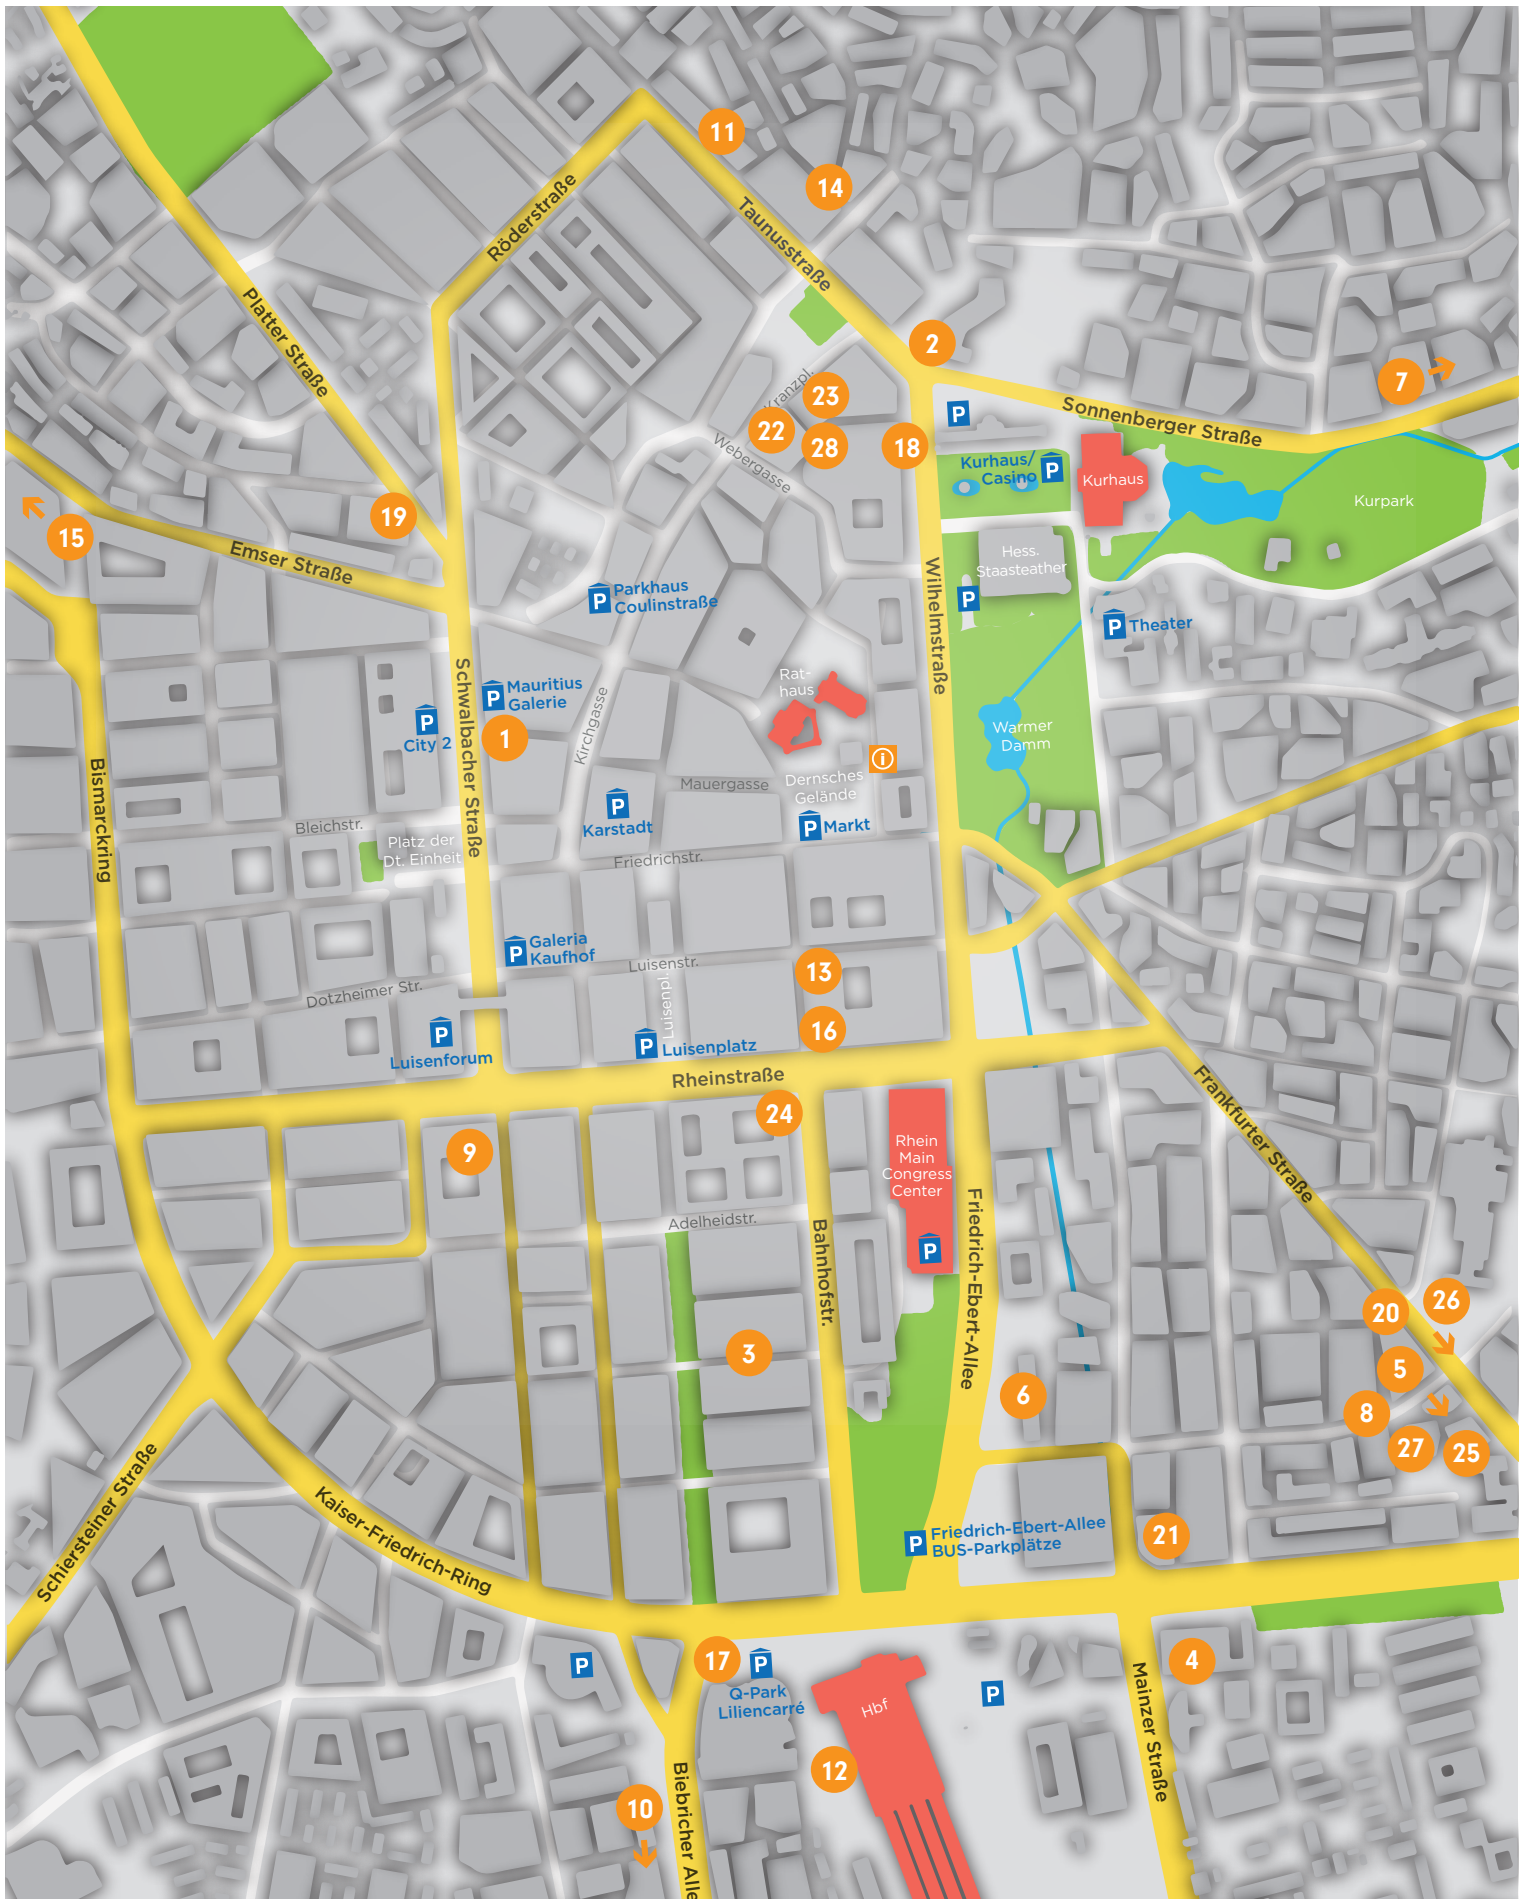 11
14
Röderstraße
Taunusstraße
Platter Straße
2
7
Kranzpl.
23
22
28
18
Webergasse
P
Sonnenberger Straße
Kurhaus/
Casino
P
Kurhaus
Kurpark
19
15
Emser Straße
Hess.
Staasteather
P
P
Parkhaus
Coulinstraße
P
Theater
Wilhelmstraße
Schwalbacher Straße
P
Mauritius
Galerie
Rat-
haus
P
City 2
1
Kirchgasse
Warmer
Damm
i
Bismarckring
Mauergasse
Dernsches
Gelände
P
Karstadt
P
Markt
Bleichstr.
Platz der
Dt. Einheit
Friedrichstr.
P
Galeria
Kaufhof
Luisenstr.
13
Dotzheimer Str.
Luisenpl.
16
P
Luisenforum
P
Luisenplatz
Rheinstraße
Frankfurter Straße
24
9
Rhein
Main
Congress
Center
P
Adelheidstr.
Bahnhofstr.
Friedrich-Ebert-Allee
20
26
3
5
6
8
27
25
Schiersteiner Straße
Kaiser-Friedrich-Ring
P
Friedrich-Ebert-Allee
BUS-Parkplätze
21
P
17
P
Q-Park
Liliencarré
Hbf
P
4
Mainzer Straße
12
10
Biebricher Alle